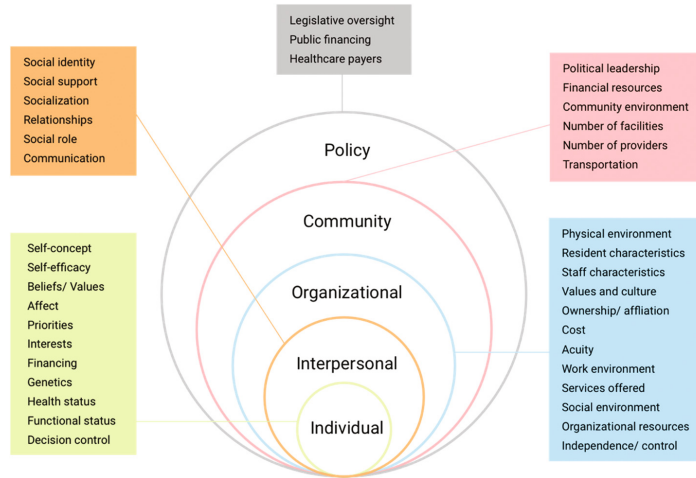 Legislative oversight
Public financing
Healthcare payers
Social identity
Social support
Socialization
Relationships
Social role
Communication
Political leadership
Financial resources
Community environment
Number of facilities
Number of providers
Transportation
Policy
Community
Organizational
Interpersonal
Individual
Self-concept
Self-efficacy
Beliefs/ Values
Affect
Priorities
Interests
Financing
Genetics
Health status
Functional status
Decision control
Physical environment
Resident characteristics
Staff characteristics
Values and culture
Ownership/ affliation
Cost
Acuity
Work environment
Services offered
Social environment
Organizational resources
Independence/ control